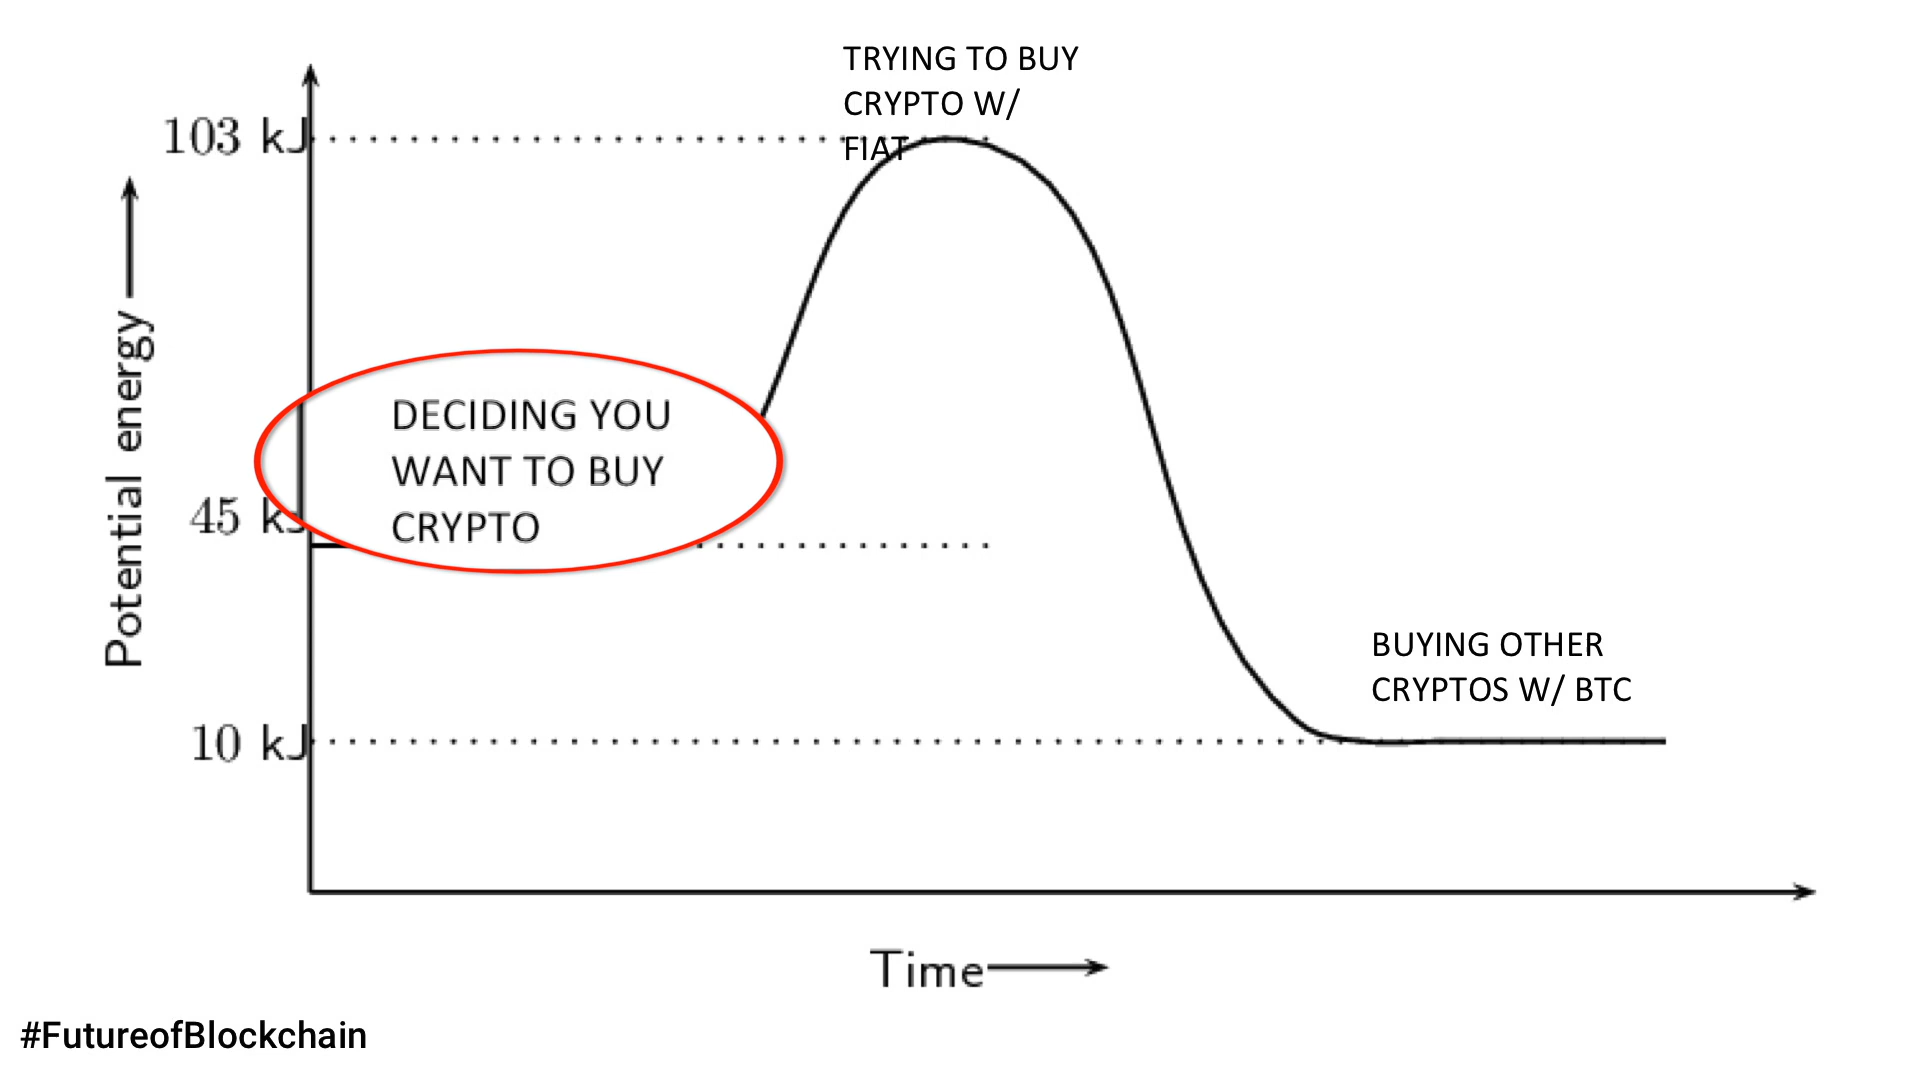 TRYING TO BUY
CRYPTO W/
FIAT
103 kJ
Potential energy
DECIDING YOU
WANT TO BUY
CRYPTO
45 kJ
BUYING OTHER
CRYPTOS W/ BTC
10 kJ
Time
#FutureofBlockchain